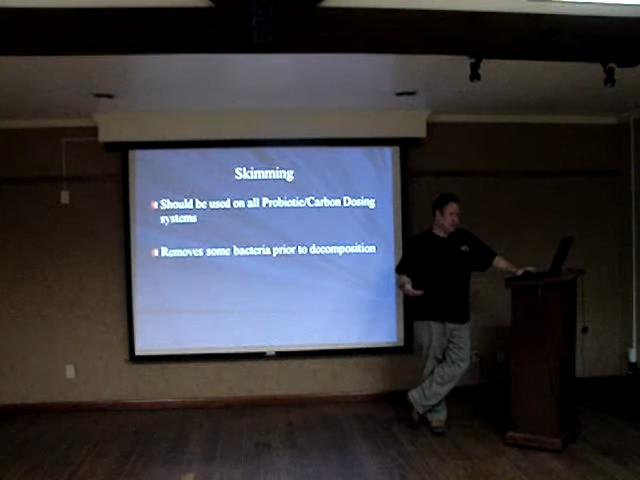 Skimming
Should be used on all Probiotic/Carbon Dosing
systems
Removes some bacteria prior to decomposition